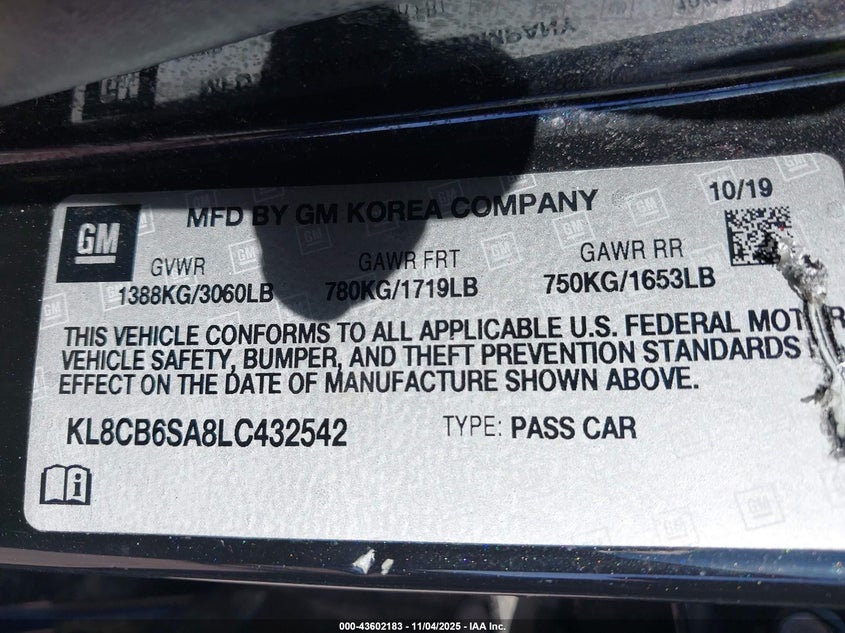 MFD BY GM KOREA COMPANY
10/19
GM
GVWR
GAWR FRT
GAWR RR
1388KG/3060LB
780KG/1719LB
750KG/1653LB
THIS VEHICLE CONFORMS TO ALL APPLICABLE U.S. FEDERAL MOTOR
VEHICLE SAFETY, BUMPER, AND THEFT PREVENTION STANDARDS
EFFECT ON THE DATE OF MANUFACTURE SHOWN ABOVE.
KL8CB6SA8LC432542
TYPE: PASS CAR
000-43602183 - 11/04/2025 - IAA Inc.